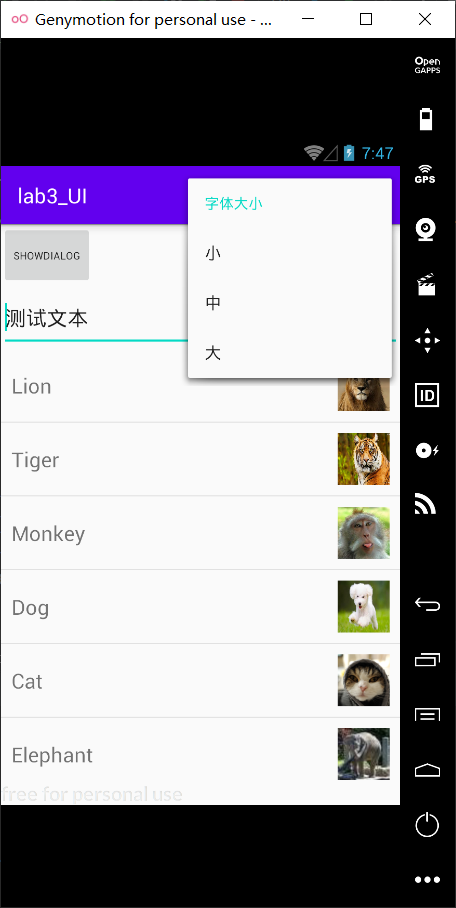 Genymotion for personal use - ...
Open
GAPPS
7:47
GPS
lab3_UI
字体大小
SHOWDIALOG
小
测试文本
中
大
ID
Lion
Tiger
Monkey
Dog
Cat
Elephant
free for personal use